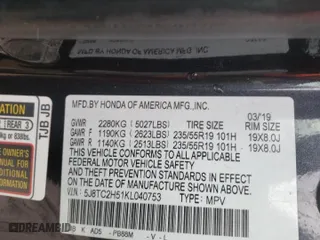 MFD.BY HONDA OF AMERICA MFG.,INC.
03/19
GVWR 2280KG (5027LBS) TIRE SIZE RIM SIZE
GAWR F 1190KG (2623LBS) 235/55R19 101H 19X8.0J
GAWR R 1140KG (2513LBS) 235/55R19 101H 19X8.0J
THIS VEHICLE CONFORMS TO ALL APPLICABLE
FEDERAL MOTOR VEHICLE SAFETY
AND THEFT PREVENTION STANDARDS IN EFFECT ON
THE DATE OF MANUFACTURE SHOWN ABOVE.
VIN: 5J8TC2H51KL040753 TYPE: MPV
K AD5 -PB88M -V-L
REAR 3
TJB JB
INFORMATION